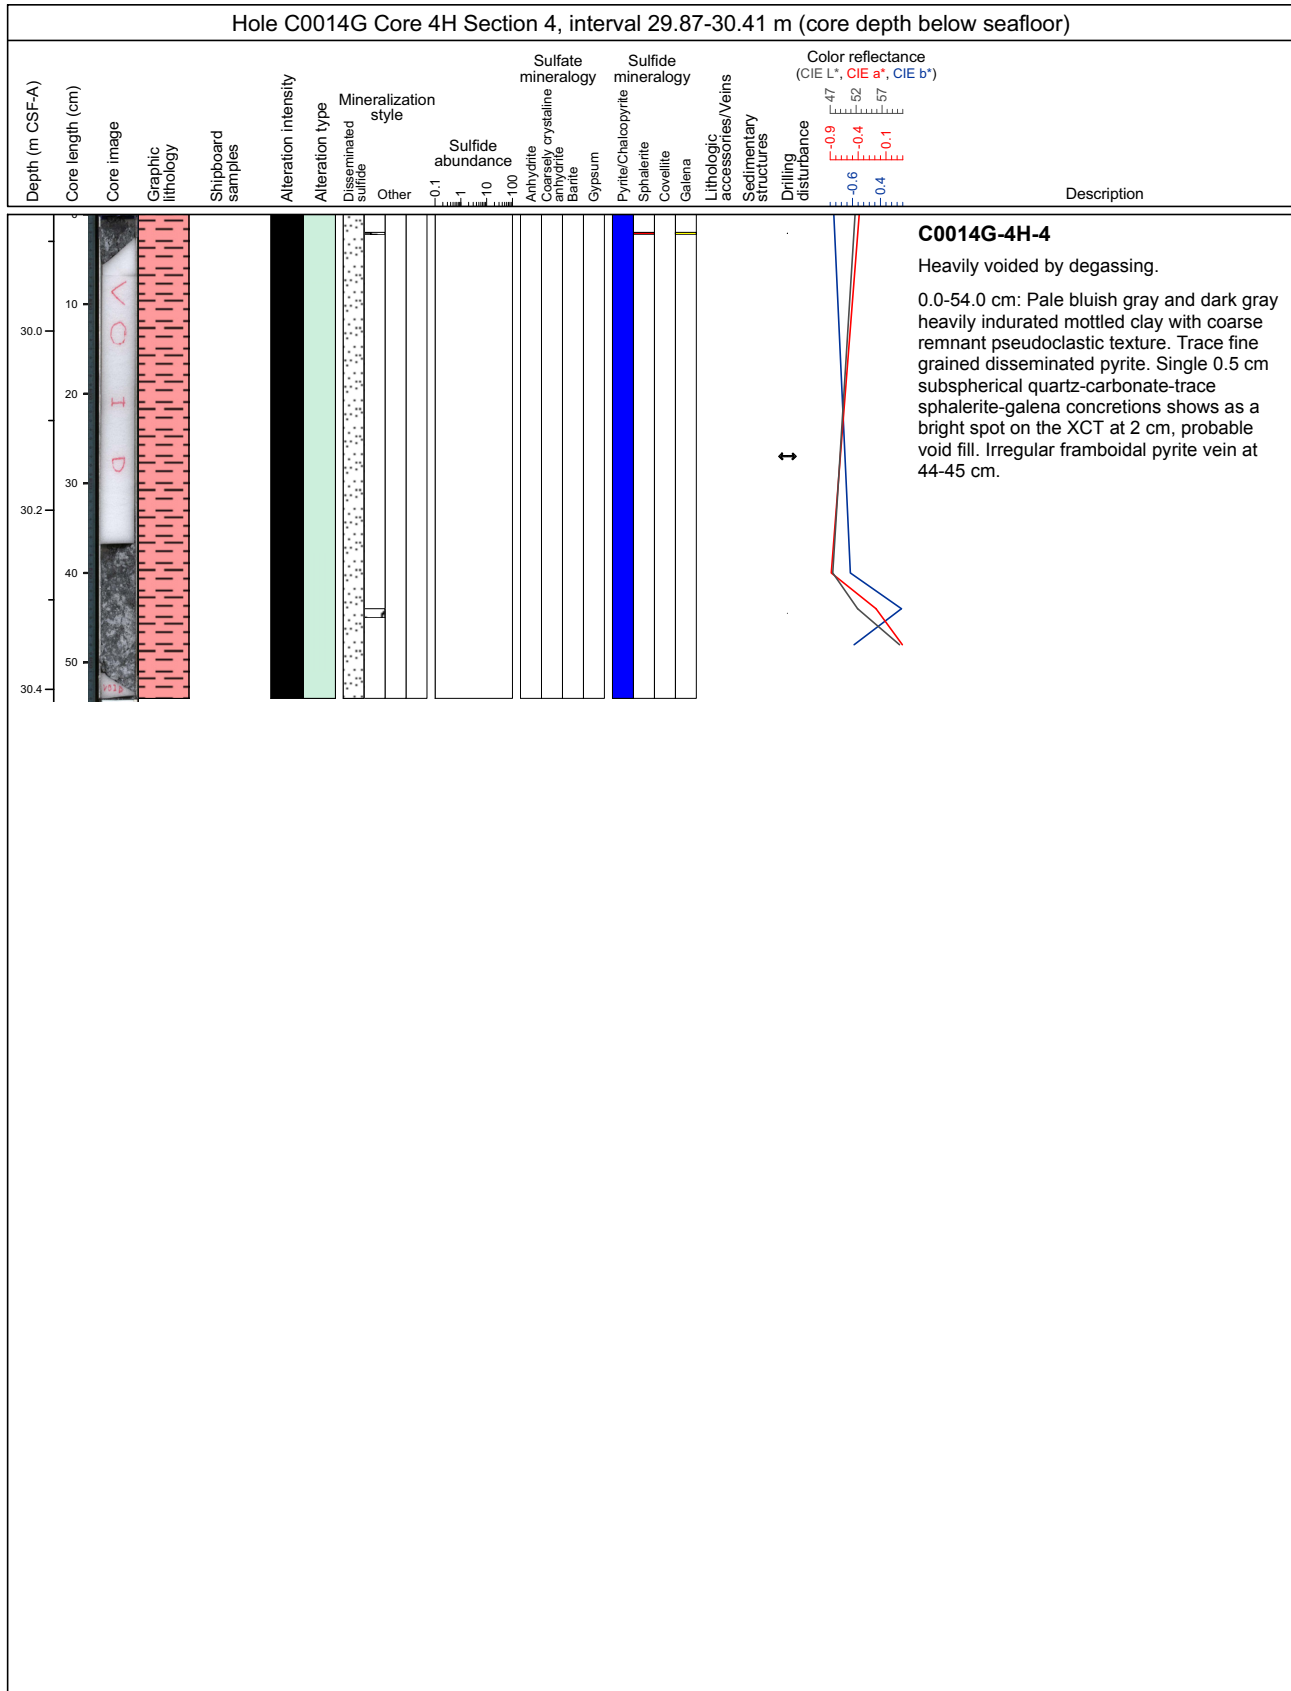 Hole C0014G Core 4H Section 4, interval 29.87-30.41 m (core depth below seafloor)
Depth (m CSF-A)
Core length (cm)
Core image
Graphic
lithology
Shipboard
samples
Alteration intensity
Alteration type
Mineralization
style
Disseminated
sulfide
Other
Sulfide
abundance
0.1
1
10
100
Sulfate
mineralogy
Anhydrite
Coarsely crystaline
anhydrite
Barite
Gypsum
Sulfide
mineralogy
Pyrite/Chalcopyrite
Sphalerite
Covellite
Galena
Lithologic
accessories/Veins
Sedimentary
structures
Drilling
disturbance
Color reflectance
(CIE L*, CIE a*, CIE b*)
47 52 57
-0.9 -0.4 0.1
-0.6 0.4
Description
0
10
20
30
40
50
30.0
30.2
30.4
VOID
C0014G-4H-4
Heavily voided by degassing.
0.0-54.0 cm: Pale bluish gray and dark gray
heavily indurated mottled clay with coarse
remnant pseudoclastic texture. Trace fine
grained disseminated pyrite. Single 0.5 cm
subspherical quartz-carbonate-trace
sphalerite-galena concretions shows as a
bright spot on the XCT at 2 cm, probable
void fill. Irregular framboidal pyrite vein at
44-45 cm.